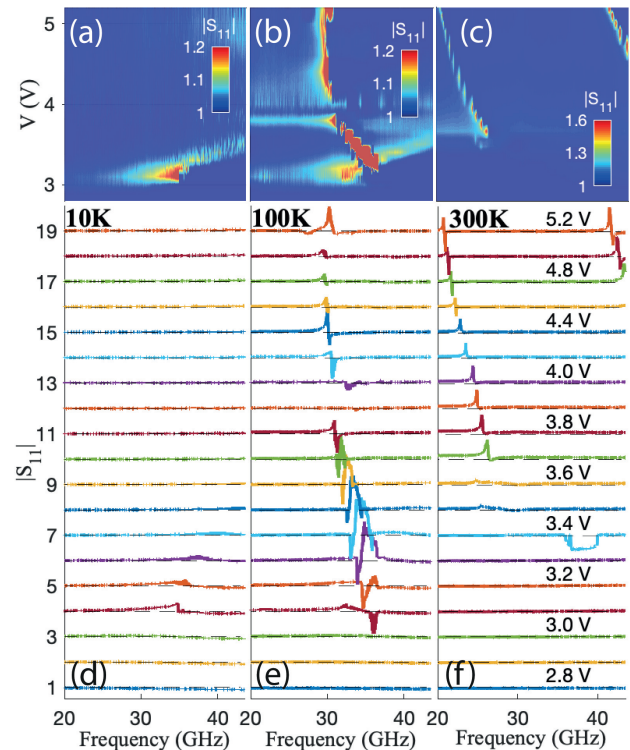 (a) (b) (c)
|S11| |S11| |S11|
1.2 1.2 1.6
1.1 1.1 1.3
1 1 1
V (V)
5
4
3
10K 100K 300K
5.2 V
4.8 V
4.4 V
4.0 V
3.8 V
3.6 V
3.4 V
3.2 V
3.0 V
2.8 V
|S11|
19
17
15
13
11
9
7
5
3
1
(d) (e) (f)
20 30 40 20 30 40 20 30 40
Frequency (GHz) Frequency (GHz) Frequency (GHz)